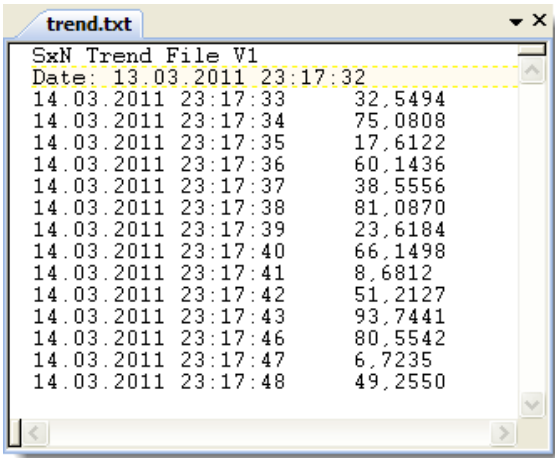 trend.txt
SxN Trend File V1
Date: 13.03.2011 23:17:32
14.03.2011 23:17:33 32,5494
14.03.2011 23:17:34 75,0808
14.03.2011 23:17:35 17,6122
14.03.2011 23:17:36 60,1436
14.03.2011 23:17:37 38,5556
14.03.2011 23:17:38 81,0870
14.03.2011 23:17:39 23,6184
14.03.2011 23:17:40 66,1498
14.03.2011 23:17:41 8,6812
14.03.2011 23:17:42 51,2127
14.03.2011 23:17:43 93,7441
14.03.2011 23:17:46 80,5542
14.03.2011 23:17:47 6,7235
14.03.2011 23:17:48 49,2550